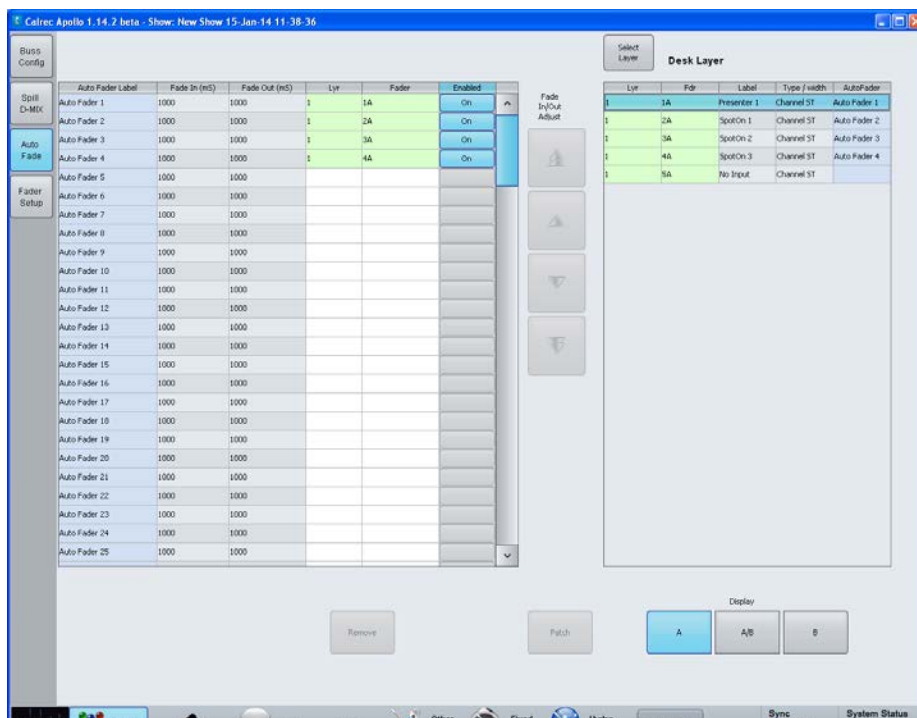 Calrec Apollo 1.14.2 beta - Show: New Show 15-Jan-14 11-38-36
Buss Config
Spill D-MIX
Auto Fade
Fader Setup
Auto Fader Label Fade In (mS) Fade Out (mS) Lyr Fader Enabled
Auto Fader 1 1000 1000 1 1A On
Auto Fader 2 1000 1000 1 2A On
Auto Fader 3 1000 1000 1 3A On
Auto Fader 4 1000 1000 1 4A On
Auto Fader 5 1000 1000
Auto Fader 6 1000 1000
Auto Fader 7 1000 1000
Auto Fader 8 1000 1000
Auto Fader 9 1000 1000
Auto Fader 10 1000 1000
Auto Fader 11 1000 1000
Auto Fader 12 1000 1000
Auto Fader 13 1000 1000
Auto Fader 14 1000 1000
Auto Fader 15 1000 1000
Auto Fader 16 1000 1000
Auto Fader 17 1000 1000
Auto Fader 18 1000 1000
Auto Fader 19 1000 1000
Auto Fader 20 1000 1000
Auto Fader 21 1000 1000
Auto Fader 22 1000 1000
Auto Fader 23 1000 1000
Auto Fader 24 1000 1000
Auto Fader 25 1000 1000
Fade
In/Out
Adjust
Select Layer
Desk Layer
Lyr Fdr Label Type / width AutoFader
1 1A Presenter 1 Channel ST Auto Fader 1
1 2A SpotOn 1 Channel ST Auto Fader 2
1 3A SpotOn 2 Channel ST Auto Fader 3
1 4A SpotOn 3 Channel ST Auto Fader 4
1 5A No Input Channel ST
Remove
Patch
Display
A A/B B
Sync System Status